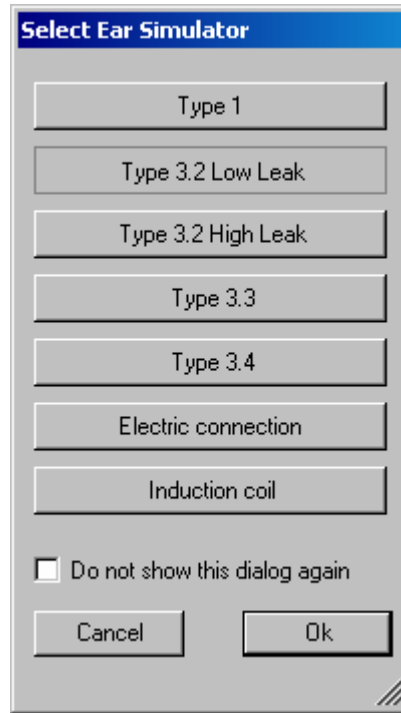 Select Ear Simulator
Type 1
Type 3.2 Low Leak
Type 3.2 High Leak
Type 3.3
Type 3.4
Electric connection
Induction coil
Do not show this dialog again
Cancel Ok